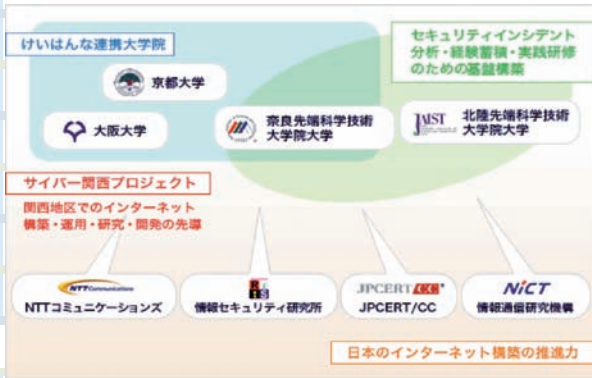 けいはんな連携大学院
セキュリティインシデント
分析・経験蓄積・実践研修
のための基盤構築
京都大学
大阪大学
奈良先端科学技術
大学院大学
JAIST
北陸先端科学技術
大学院大学
サイバー関西プロジェクト
関西地区でのインターネット
構築・運用・研究・開発の先導
NTT Communications
NTTコミュニケーションズ
RIIS
情報セキュリティ研究所
JPCERT CC
JPCERT/CC
NiCT
情報通信研究機構
日本のインターネット構築の推進力